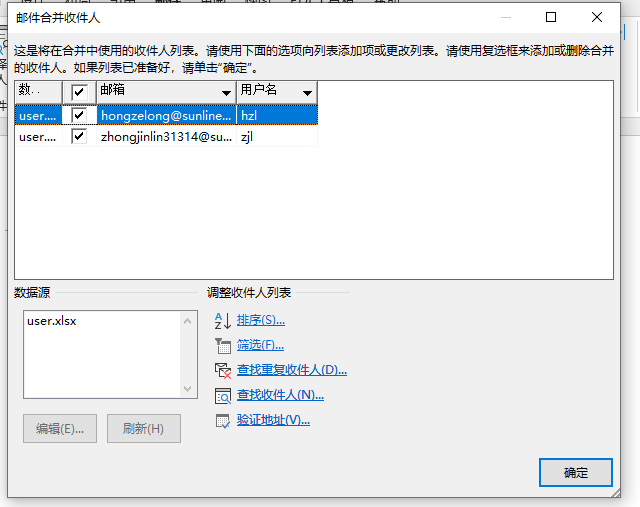 邮件合并收件人
这是将在合并中使用的收件人列表。请使用下面的选项向列表添加项或更改列表。请使用复选框来添加或删除合并
的收件人。如果列表已准备好，请单击“确定”。
数... 邮箱 用户名
user.... hongzelong@sunline... hzl
user.... zhongjinlin31314@su... zjl
数据源
调整收件人列表
user.xlsx
排序(S)...
筛选(F)...
查找重复收件人(D)...
查找收件人(N)...
验证地址(V)...
编辑(E)...
刷新(H)
确定